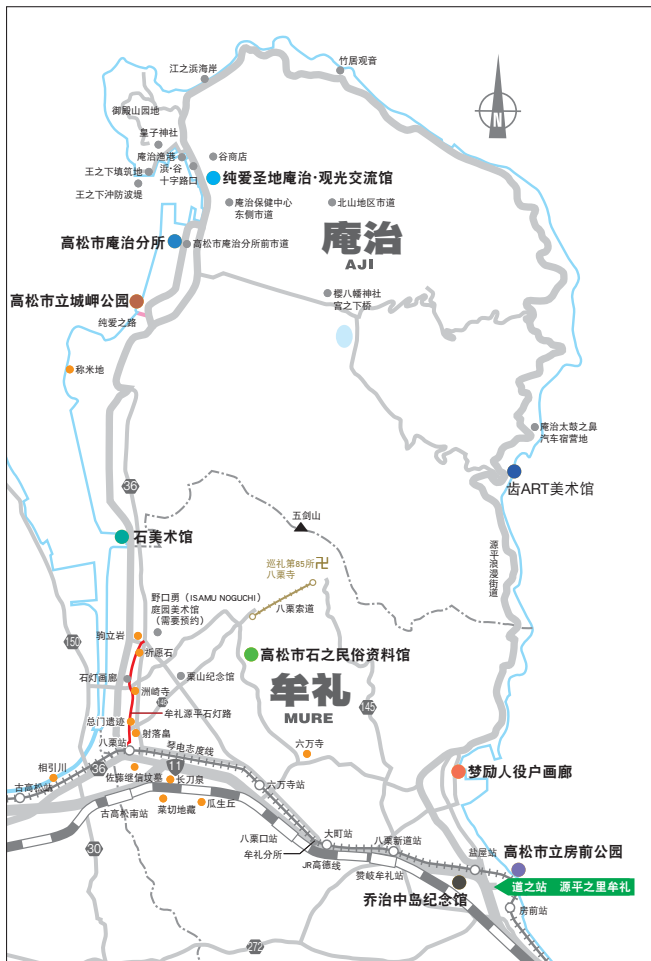 竹居观音
江之浜海岸
N
御殿山园地
皇子神社
庵治渔港
浜·谷
十字路口
谷商店
王之下填筑地
王之下冲防波堤
纯爱圣地庵治·观光交流馆
庵治保健中心
东侧市道
北山地区市道
庵治
AJI
高松市庵治分所
高松市庵治分所前市道
高松市立城岬公园
纯爱之路
樱八幡神社
宫之下桥
称米地
庵治太鼓之鼻
汽车宿营地
齿ART美术馆
36
五剑山
石美术馆
源平浪漫街道
巡礼第85所
八栗寺
卍
八栗索道
野口勇（ISAMU NOGUCHI）
庭园美术馆
（需要预约）
驹立岩
150
祈愿石
高松市石之民俗资料馆
石灯画廊
栗山纪念馆
牟礼
MURE
洲崎寺
146
145
牟礼源平石灯路
总门遗迹
射落畠
八栗站
琴电志度线
六万寺
36
11
相引川
佐藤继信坟墓
长刀泉
六万寺站
梦励人役户画廊
古高松站
菜切地藏
瓜生丘
古高松南站
八栗口站
大町站
八栗新道站
牟礼分所
JR高德线
赞岐牟礼站
盐屋站
高松市立房前公园
30
乔治中岛纪念馆
道之站 源平之里牟礼
房前站
272